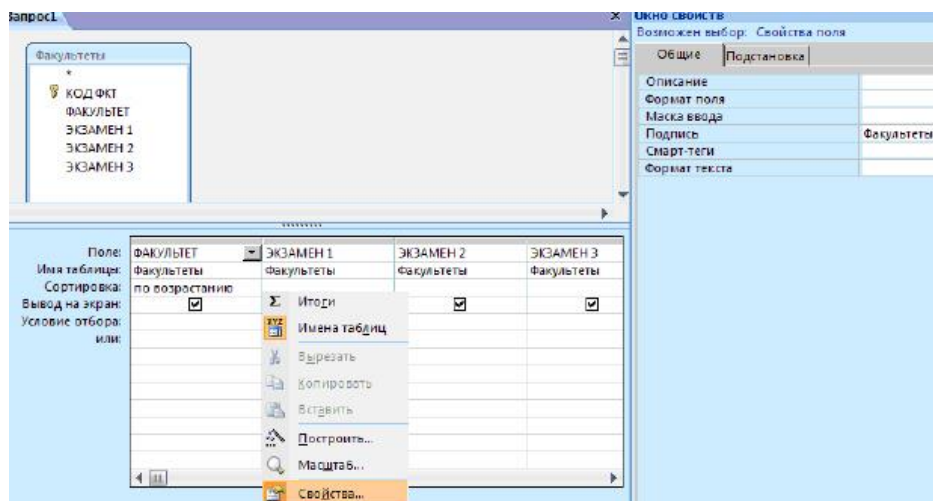 Запрос1
Факультеты
*
КОД ФКТ
ФАКУЛЬТЕТ
ЭКЗАМЕН 1
ЭКЗАМЕН 2
ЭКЗАМЕН 3
Окно свойств
Возможен выбор: Свойства поля
Общие Подстановка
Описание
Формат поля
Маска ввода
Подпись Факультеты
Смарт-теги
Формат текста
Поле: ФАКУЛЬТЕТ ЭКЗАМЕН 1 ЭКЗАМЕН 2 ЭКЗАМЕН 3
Имя таблицы: Факультеты Факультеты Факультеты Факультеты
Сортировка: по возрастанию
Вывод на экран:
Условие отбора:
или:
Σ Итоги
XYZ Имена таблиц
Вырезать
Копировать
Вставить
Построить...
Масштаб...
Свойства...